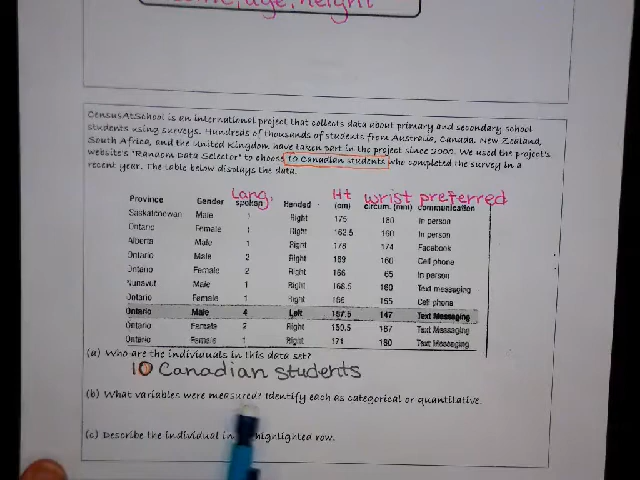 some, age, height
CensusAtSchool is an international project that collects data about primary and secondary school
students using surveys. Hundreds of thousands of students from Australia, Canada, New Zealand,
South Africa, and the United Kingdom have taken part in the project since 2000. We used the project's
website's "Random Data Selector" to choose 10 Canadian students who completed the survey in a
recent year. The table below displays the data.
Lang. Ht wrist preferred
Province Gender spoken Handed (cm) circum. (mm) communication
Saskatchewan Male 1 Right 175 180 In person
Ontario Female 1 Right 162.5 160 In person
Alberta Male 1 Right 178 174 Facebook
Ontario Male 2 Right 169 160 Cell phone
Ontario Female 2 Right 166 65 In person
Nunavut Male 1 Right 168.5 160 Text messaging
Ontario Female 1 Right 166 165 Cell phone
Ontario Male 4 Left 157.5 147 Text Messaging
Ontario Female 2 Right 150.5 187 Text Messaging
Ontario Female 1 Right 171 180 Text Messaging
(a) Who are the individuals in this data set?
10 Canadian students
(b) What variables were measured? Identify each as categorical or quantitative.
(c) Describe the individual in highlighted row.